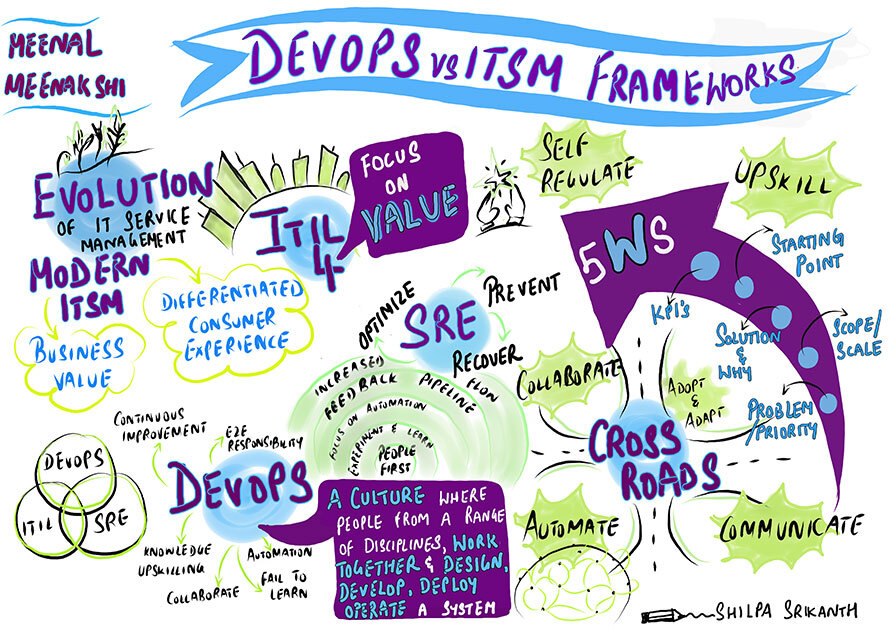 MEENAL
MEENAKSHI
DEVOPS VS ITSM FRAMEWORKS
EVOLUTION
OF IT SERVICE
MANAGEMENT
MODERN
ITSM
BUSINESS
VALUE
DIFFERENTIATED
CONSUMER
EXPERIENCE
ITIL
4
FOCUS
ON
VALUE
SELF
REGULATE
UPSKILL
5WS
STARTING
POINT
KPI's
SOLUTION
&
WHY
SCOPE/
SCALE
PROBLEM
/PRIORITY
OPTIMIZE
SRE
PREVENT
RECOVER
INCREASED
FEEDBACK
PIPELINE
FLOW
FOCUS ON AUTOMATION
EXPERIMENT & LEARN
PEOPLE
FIRST
COLLABORATE
ADOPT
&
ADAPT
CROSS
ROADS
AUTOMATE
COMMUNICATE
CONTINUOUS
IMPROVEMENT
E2E
RESPONSIBILITY
DEVOPS
KNOWLEDGE
UPSKILLING
COLLABORATE
AUTOMATION
FAIL TO
LEARN
DEVOPS
ITIL
SRE
A CULTURE WHERE
PEOPLE FROM A RANGE
OF DISCIPLINES, WORK
TOGETHER & DESIGN,
DEVELOP, DEPLOY
OPERATE A SYSTEM
SHILPA SRIKANTH